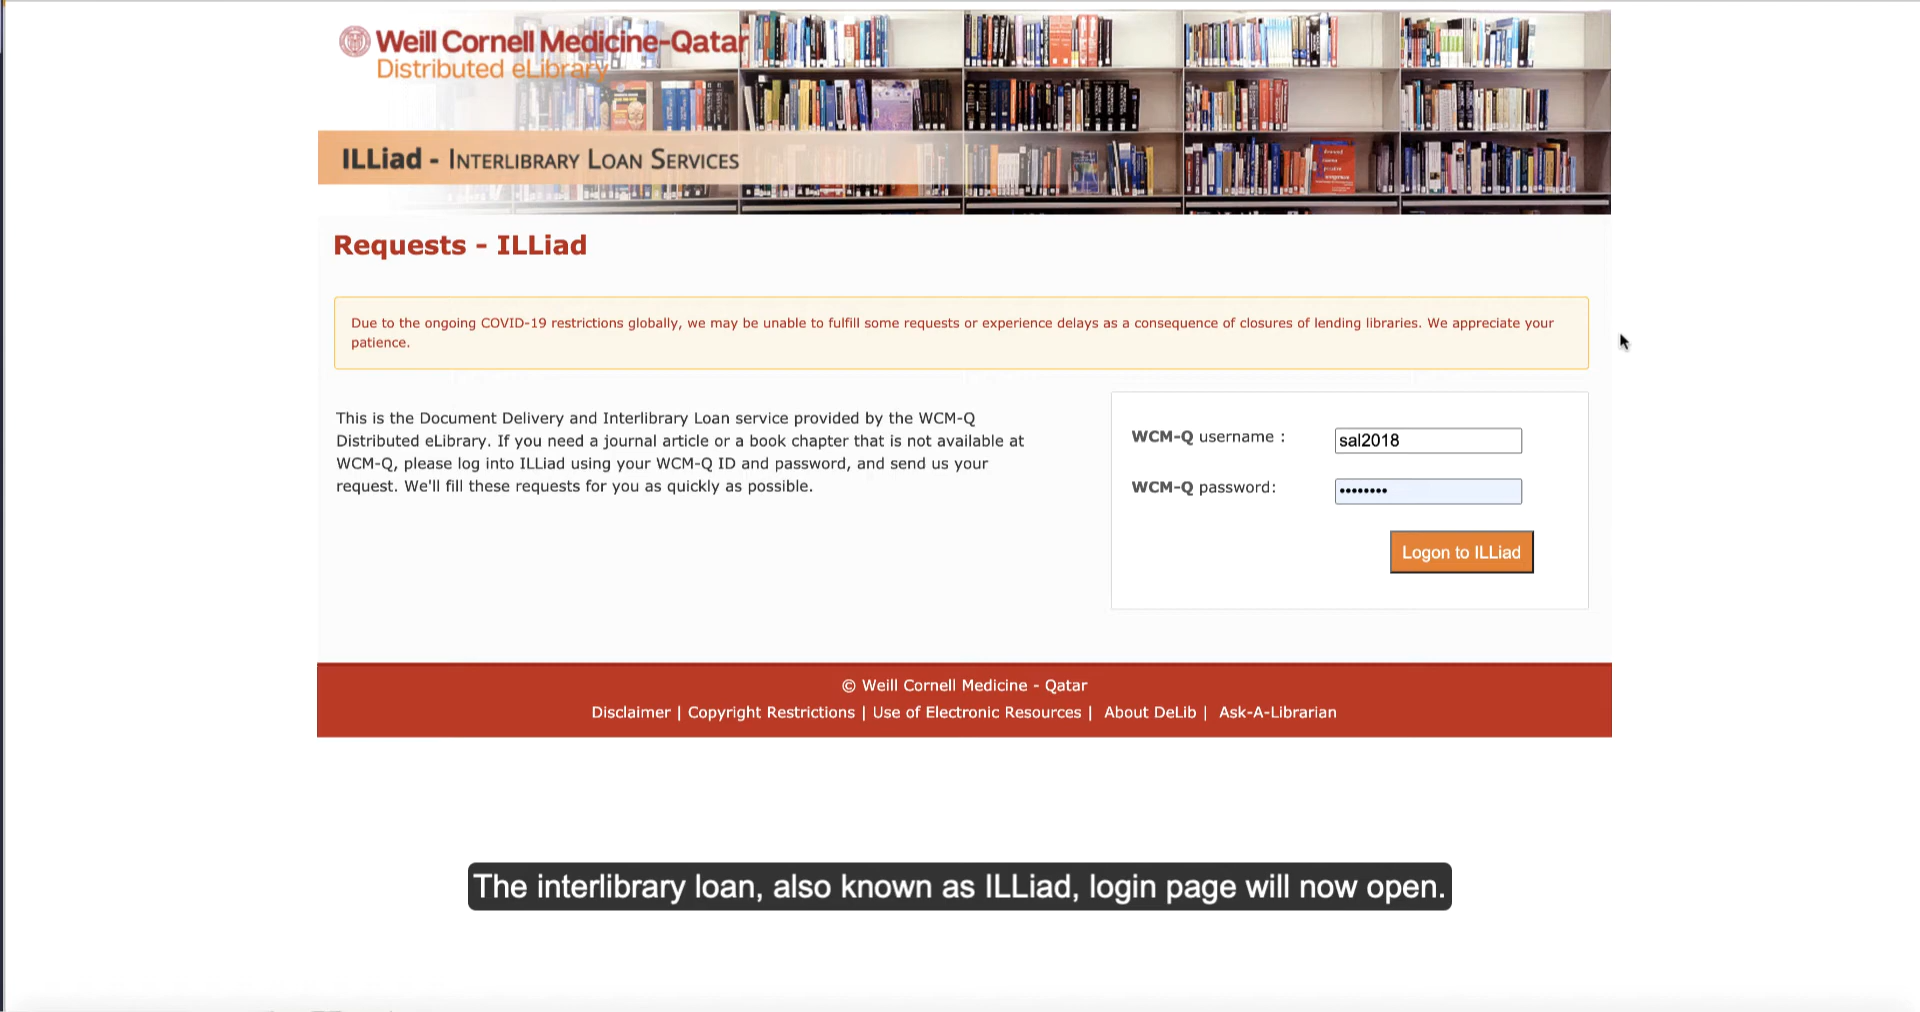 Weill Cornell Medicine-Qatar
Distributed eLibrary
ILLiad - Interlibrary Loan Services
Requests - ILLiad
Due to the ongoing COVID-19 restrictions globally, we may be unable to fulfill some requests or experience delays as a consequence of closures of lending libraries. We appreciate your
patience.
This is the Document Delivery and Interlibrary Loan service provided by the WCM-Q
Distributed eLibrary. If you need a journal article or a book chapter that is not available at
WCM-Q, please log into ILLiad using your WCM-Q ID and password, and send us your
request. We'll fill these requests for you as quickly as possible.
WCM-Q username : sal2018
WCM-Q password: ••••••••
Logon to ILLiad
© Weill Cornell Medicine - Qatar
Disclaimer | Copyright Restrictions | Use of Electronic Resources | About DeLib | Ask-A-Librarian
The interlibrary loan, also known as ILLiad, login page will now open.